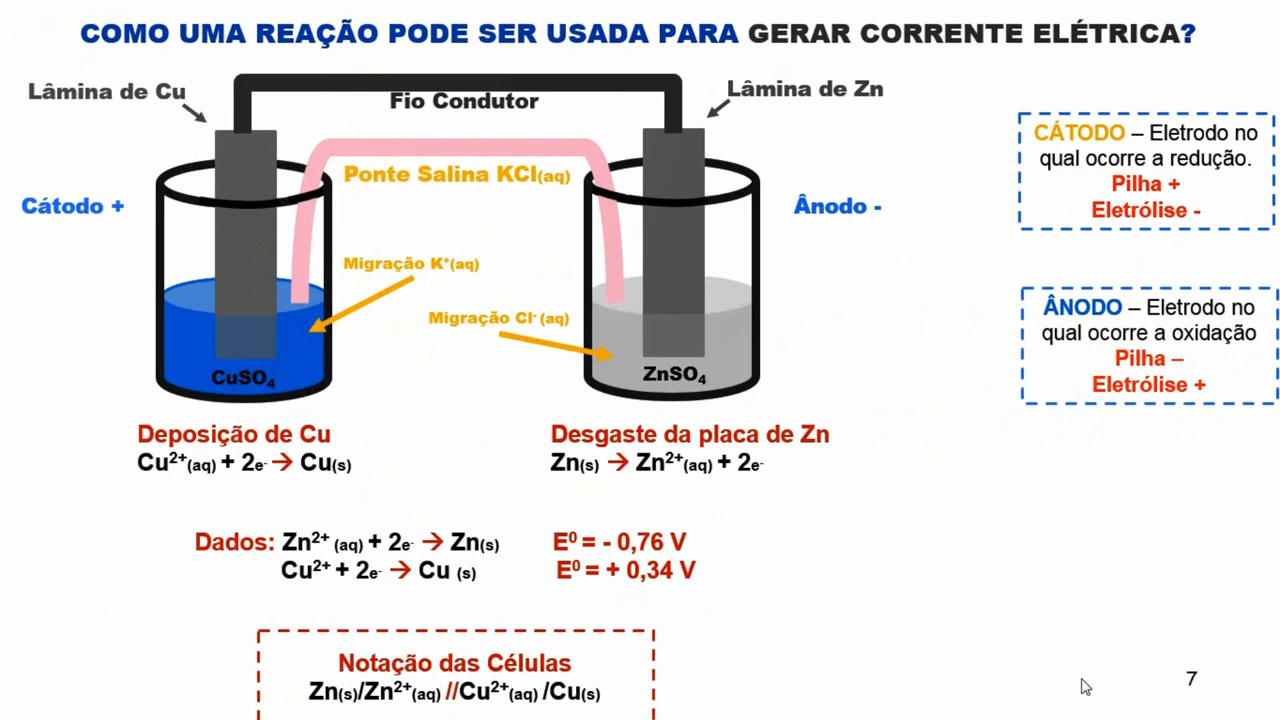 COMO UMA REAÇÃO PODE SER USADA PARA GERAR CORRENTE ELÉTRICA?
Lâmina de Cu
Fio Condutor
Lâmina de Zn
Ponte Salina KCl(aq)
Cátodo +
Ânodo -
Migração K⁺(aq)
Migração Cl⁻ (aq)
CuSO₄
ZnSO₄
CÁTODO – Eletrodo no
qual ocorre a redução.
Pilha +
Eletrólise -
ÂNODO – Eletrodo no
qual ocorre a oxidação
Pilha –
Eletrólise +
Deposição de Cu
Cu²⁺(aq) + 2e⁻ → Cu(s)
Desgaste da placa de Zn
Zn(s) → Zn²⁺(aq) + 2e⁻
Dados: Zn²⁺ (aq) + 2e⁻ → Zn(s) E⁰ = - 0,76 V
Cu²⁺ + 2e⁻ → Cu (s) E⁰ = + 0,34 V
Notação das Células
Zn(s)/Zn²⁺(aq) //Cu²⁺(aq) /Cu(s)
7